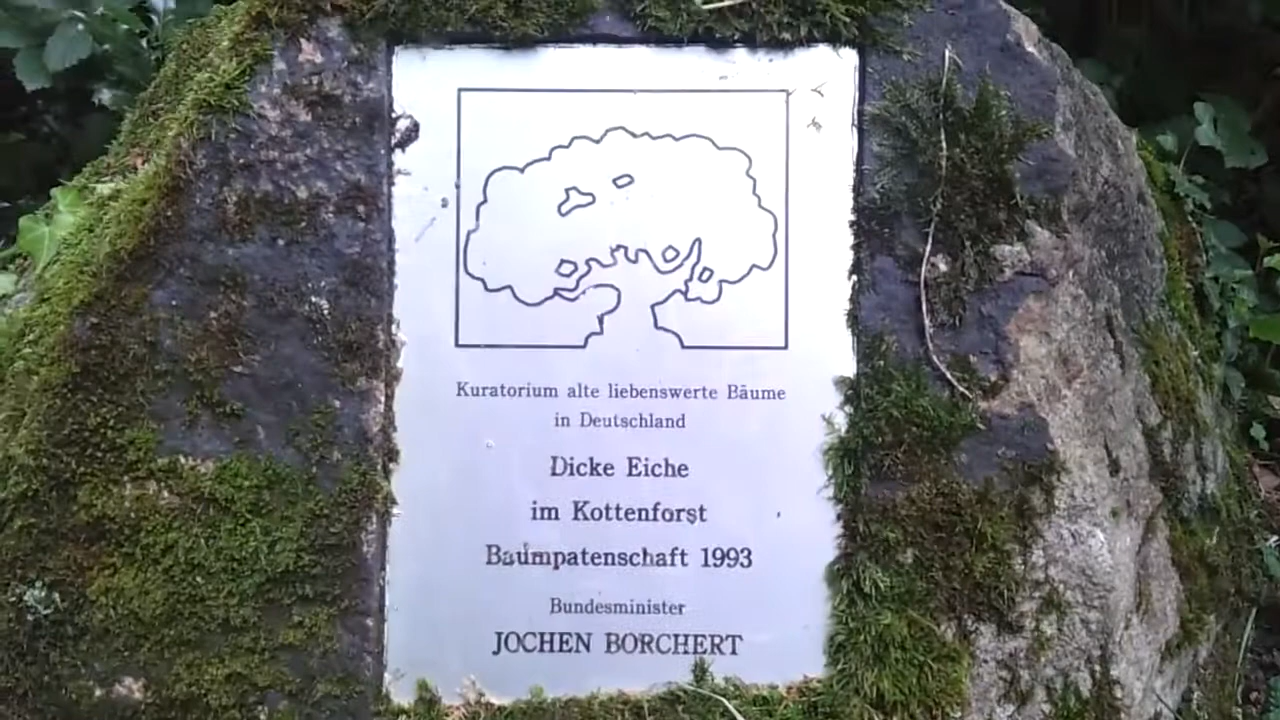 Kuratorium alte liebenswerte Bäume
in Deutschland
Dicke Eiche
im Kottenforst
Baumpatenschaft 1993
Bundesminister
JOCHEN BORCHERT